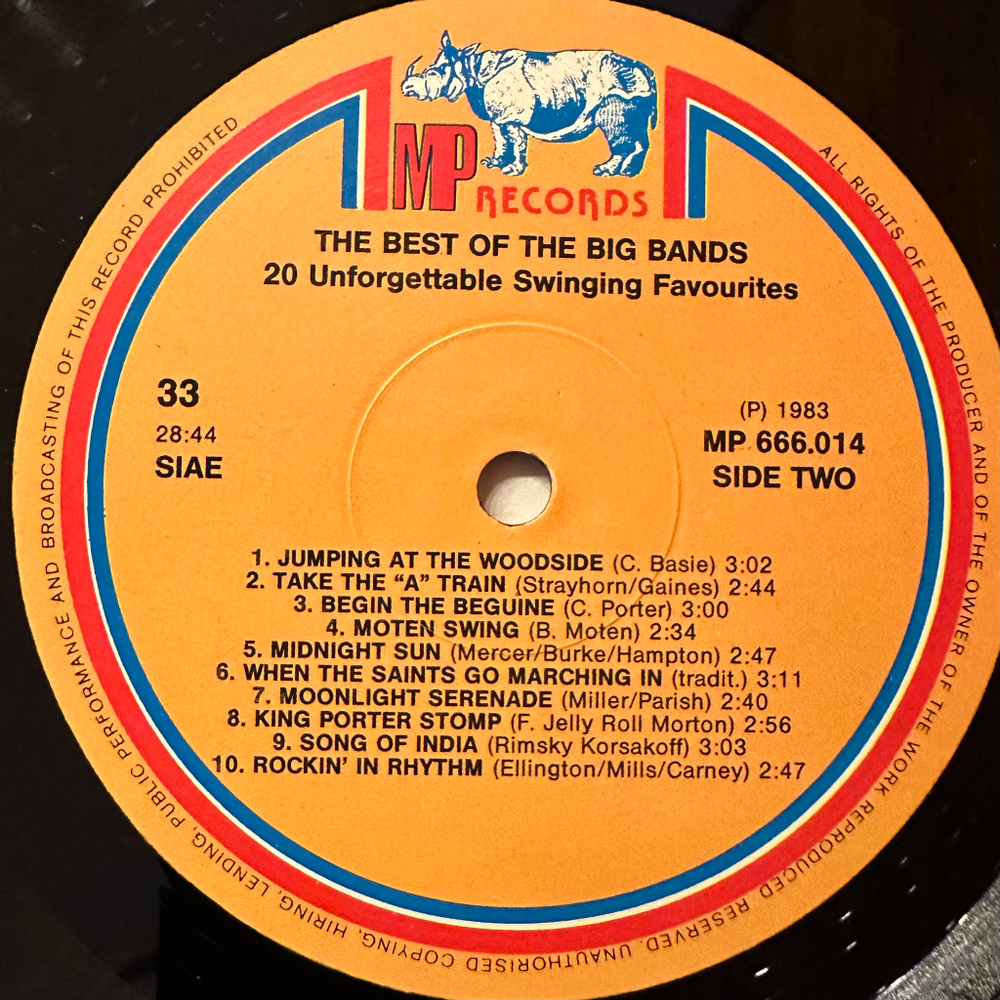 MP
RECORDS
THE BEST OF THE BIG BANDS
20 Unforgettable Swinging Favourites
33
28:44
SIAE
(P) 1983
MP 666.014
SIDE TWO
1. JUMPING AT THE WOODSIDE (C. Basie) 3:02
2. TAKE THE “A” TRAIN (Strayhorn/Gaines) 2:44
3. BEGIN THE BEGUINE (C. Porter) 3:00
4. MOTEN SWING (B. Moten) 2:34
5. MIDNIGHT SUN (Mercer/Burke/Hampton) 2:47
6. WHEN THE SAINTS GO MARCHING IN (tradit.) 3:11
7. MOONLIGHT SERENADE (Miller/Parish) 2:40
8. KING PORTER STOMP (F. Jelly Roll Morton) 2:56
9. SONG OF INDIA (Rimsky Korsakoff) 3:03
10. ROCKIN’ IN RHYTHM (Ellington/Mills/Carney) 2:47
ALL RIGHTS OF THE PRODUCER AND OF THE OWNER OF THE WORK REPRODUCED RESERVED. UNAUTHORISED COPYING, HIRING, LENDING, PUBLIC PERFORMANCE AND BROADCASTING OF THIS RECORD PROHIBITED